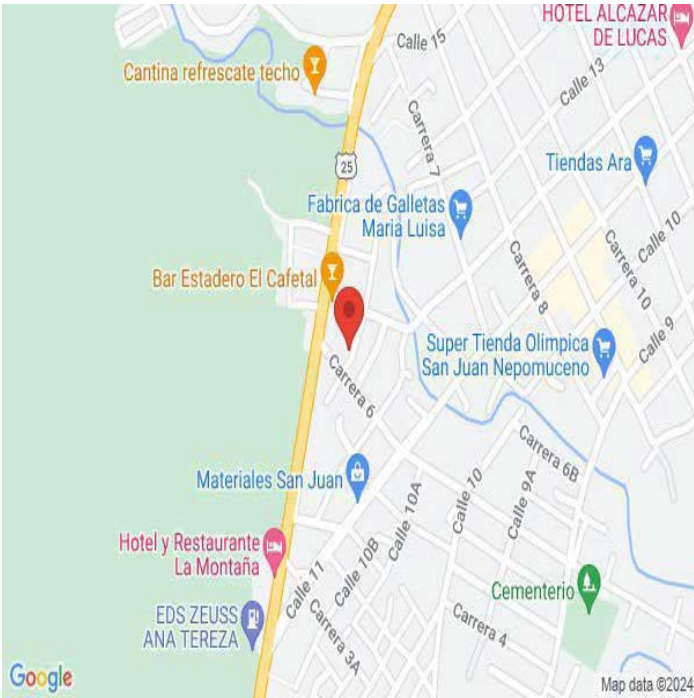 HOTEL ALCAZAR
DE LUCAS
Calle 15
Cantina refrescate techo
Calle 13
Carrera 7
Tiendas Ara
25
Fabrica de Galletas
Maria Luisa
Calle 10
Carrera 8
Carrera 10
Bar Estadero El Cafetal
Calle 9
Super Tienda Olimpica
San Juan Nepomuceno
Carrera 6
Carrera 6B
Materiales San Juan
Calle 10
Calle 9A
Calle 10A
Hotel y Restaurante
La Montaña
Calle 10B
Calle 11
Cementerio
EDS ZEUSS
ANA TEREZA
Carrera 3A
Carrera 4
Google
Map data ©2024